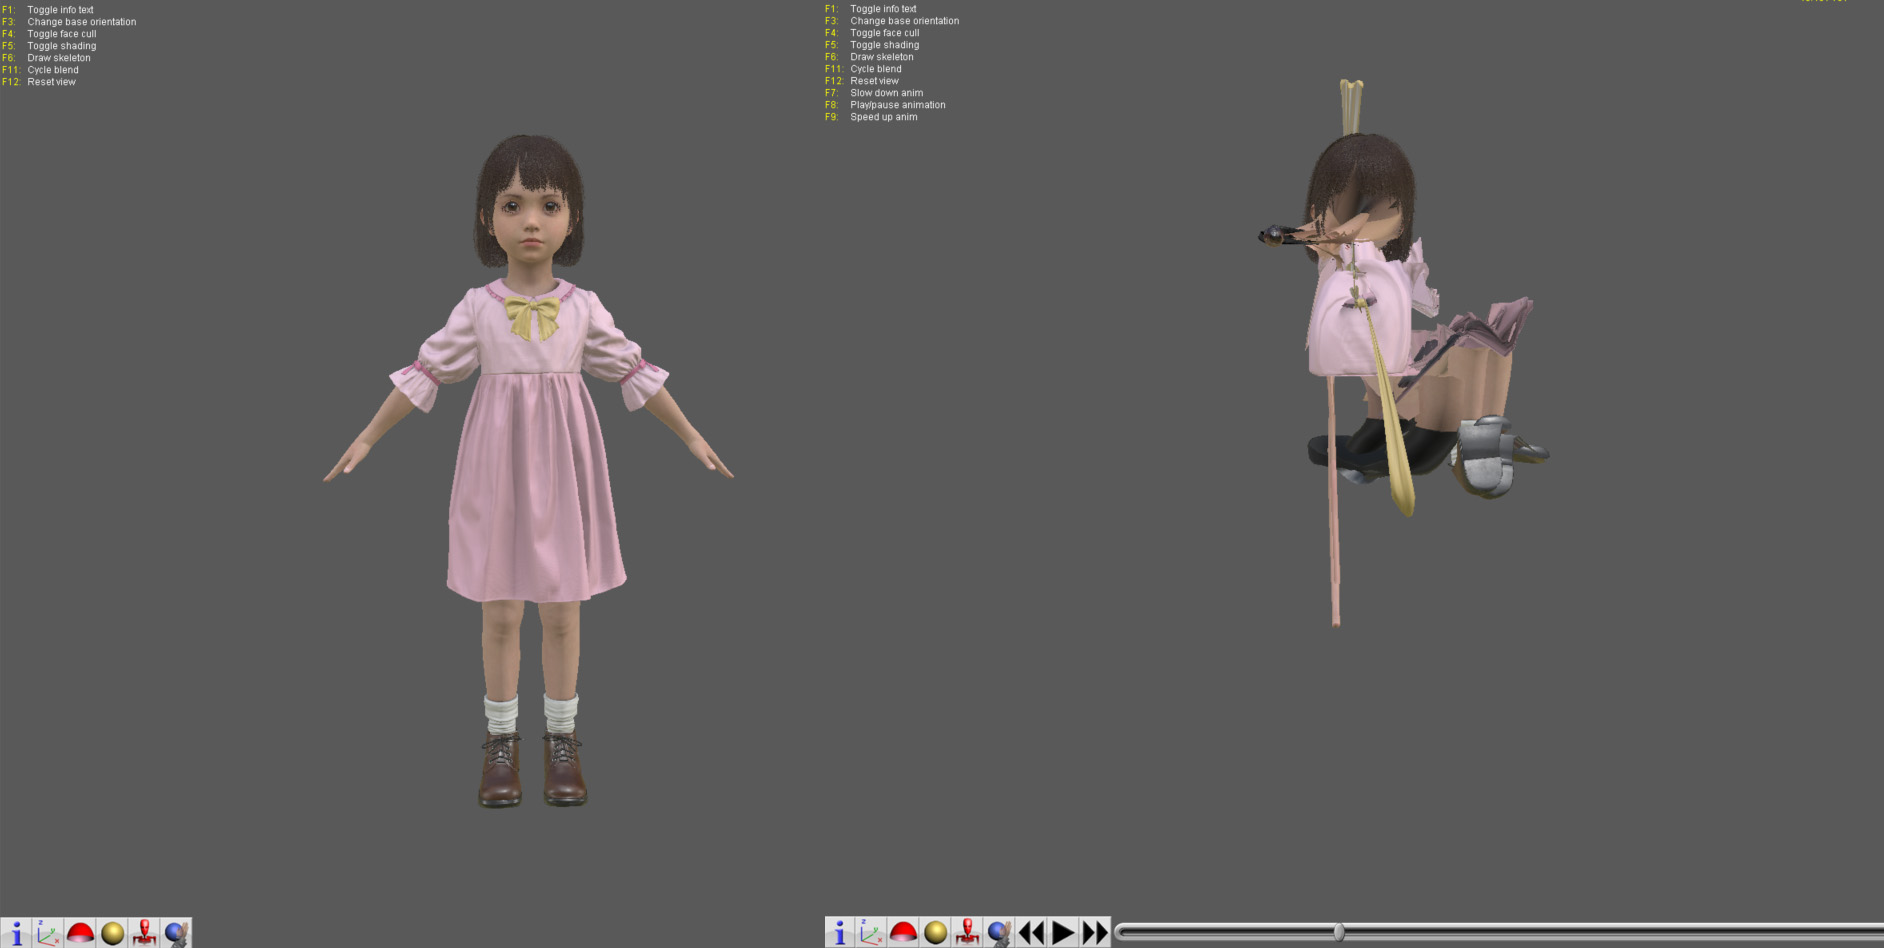 F1: Toggle info text
F3: Change base orientation
F4: Toggle face cull
F5: Toggle shading
F6: Draw skeleton
F11: Cycle blend
F12: Reset view
F1: Toggle info text
F3: Change base orientation
F4: Toggle face cull
F5: Toggle shading
F6: Draw skeleton
F11: Cycle blend
F12: Reset view
F7: Slow down anim
F8: Play/pause animation
F9: Speed up anim
i
z
y
x
i
z
y
x